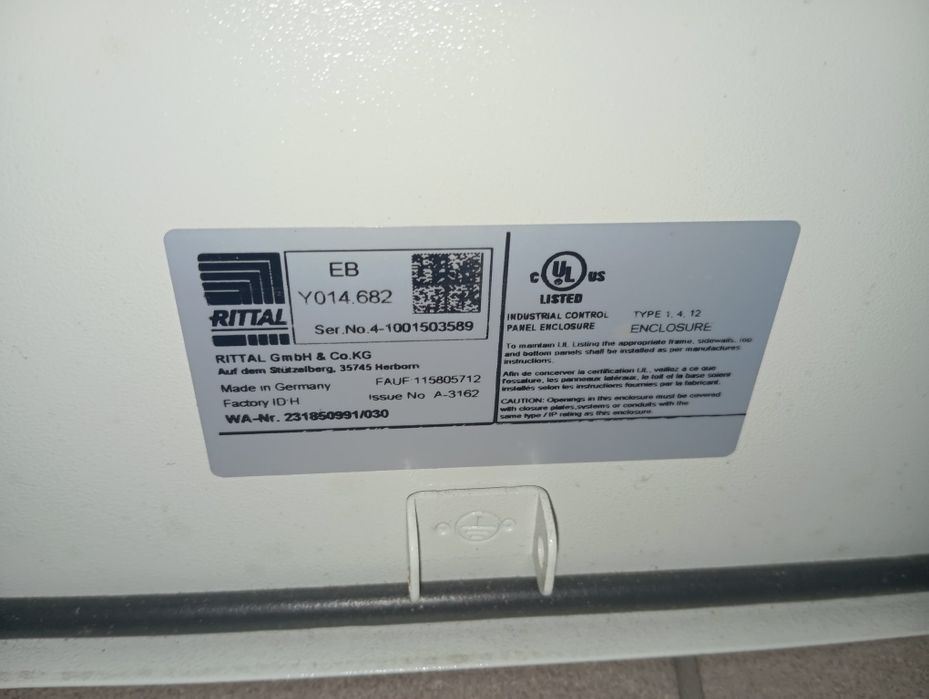 RITTAL
EB
Y014.682
Ser.No.4-1001503589
RITTAL GmbH & Co.KG
Auf dem Stützelberg, 35745 Herborn
Made in Germany
FAUF:115805712
Factory ID:H
Issue No A-3162
WA-Nr. 231850991/030
C UL US
LISTED
INDUSTRIAL CONTROL
PANEL ENCLOSURE
TYPE 1, 4, 12
ENCLOSURE
To maintain UL Listing the appropriate frame, sidewalls, top
and bottom panels shall be installed as per manufactures
instructions.
Afin de conserver la certification UL, veillez a ce que
l'ossature, les panneaux latéraux, le toit et la base soient
installés selon les instructions fournies par la fabricant.
CAUTION: Openings in this enclosure must be covered
with closure plates,systems or conduits with the
same type / IP rating as this enclosure.